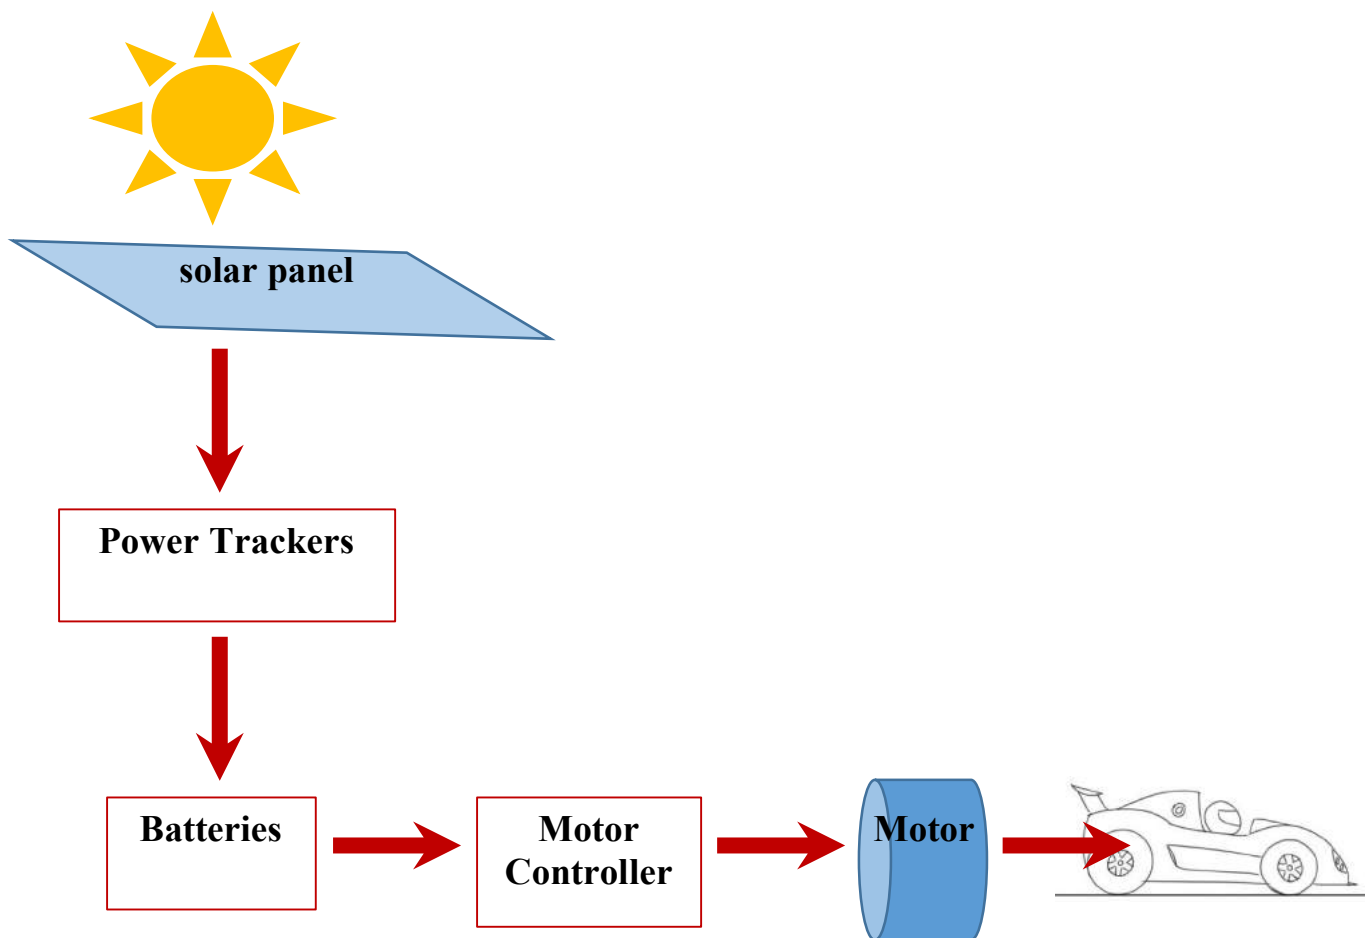 solar panel
Power Trackers
Batteries
Motor
Controller
Motor